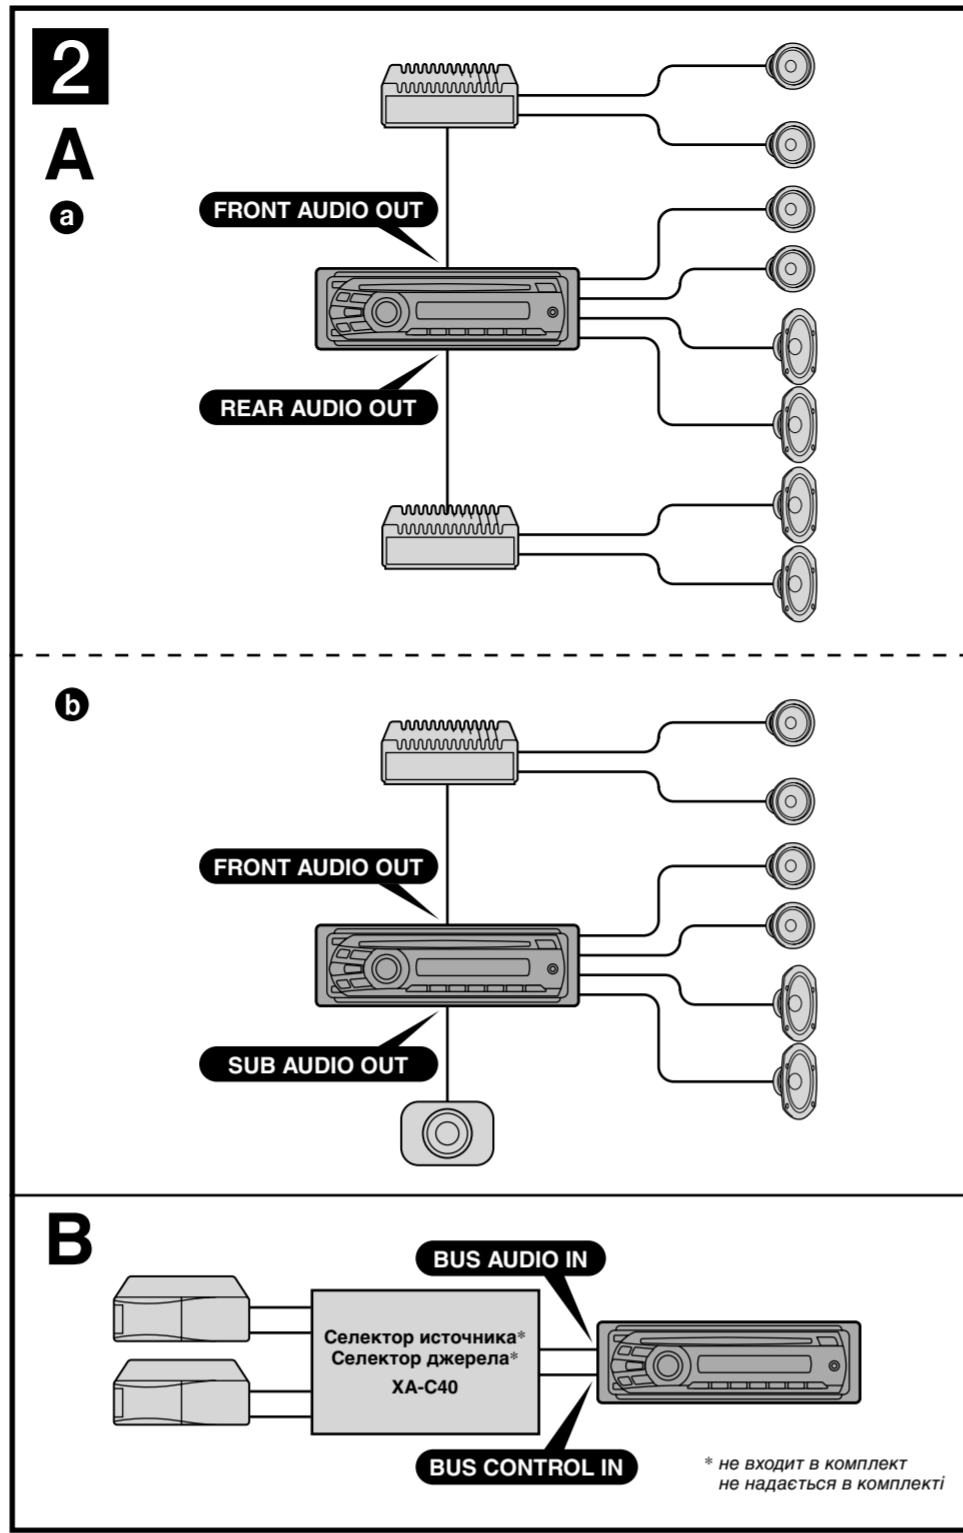 2
A
a
FRONT AUDIO OUT
REAR AUDIO OUT
b
FRONT AUDIO OUT
SUB AUDIO OUT
B
BUS AUDIO IN
Селектор источника*
Селектор джерела*
XA-C40
BUS CONTROL IN
* не входит в комплект
не надається в комплекті